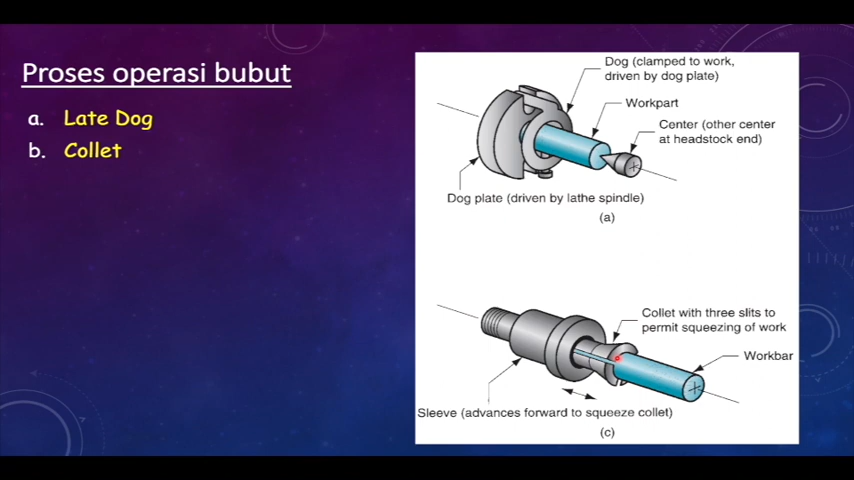 Proses operasi bubut
a. Late Dog
b. Collet
Dog (clamped to work,
driven by dog plate)
Workpart
Center (other center
at headstock end)
Dog plate (driven by lathe spindle)
(a)
Collet with three slits to
permit squeezing of work
Workbar
Sleeve (advances forward to squeeze collet)
(c)